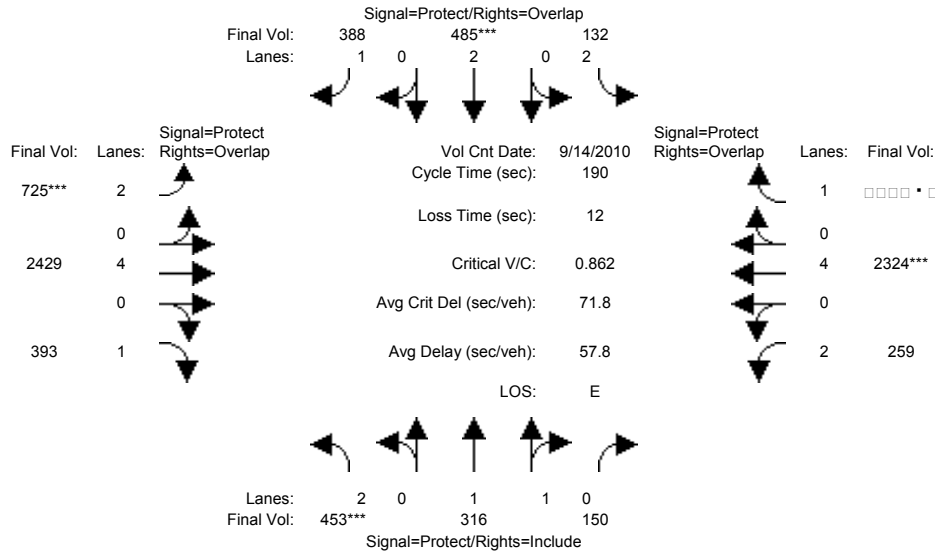 Signal=Protect/Rights=Overlap
Final Vol: 388 485*** 132
Lanes: 1 0 2 0 2
Signal=Protect Signal=Protect
Final Vol: Lanes: Rights=Overlap Vol Cnt Date: 9/14/2010 Rights=Overlap Lanes: Final Vol:
Cycle Time (sec): 190
725*** 2 1
Loss Time (sec): 12
0 0
2429 4 Critical V/C: 0.862 4 2324***
0 Avg Crit Del (sec/veh): 71.8 0
393 1 Avg Delay (sec/veh): 57.8 2 259
LOS: E
Lanes: 2 0 1 1 0
Final Vol: 453*** 316 150
Signal=Protect/Rights=Include